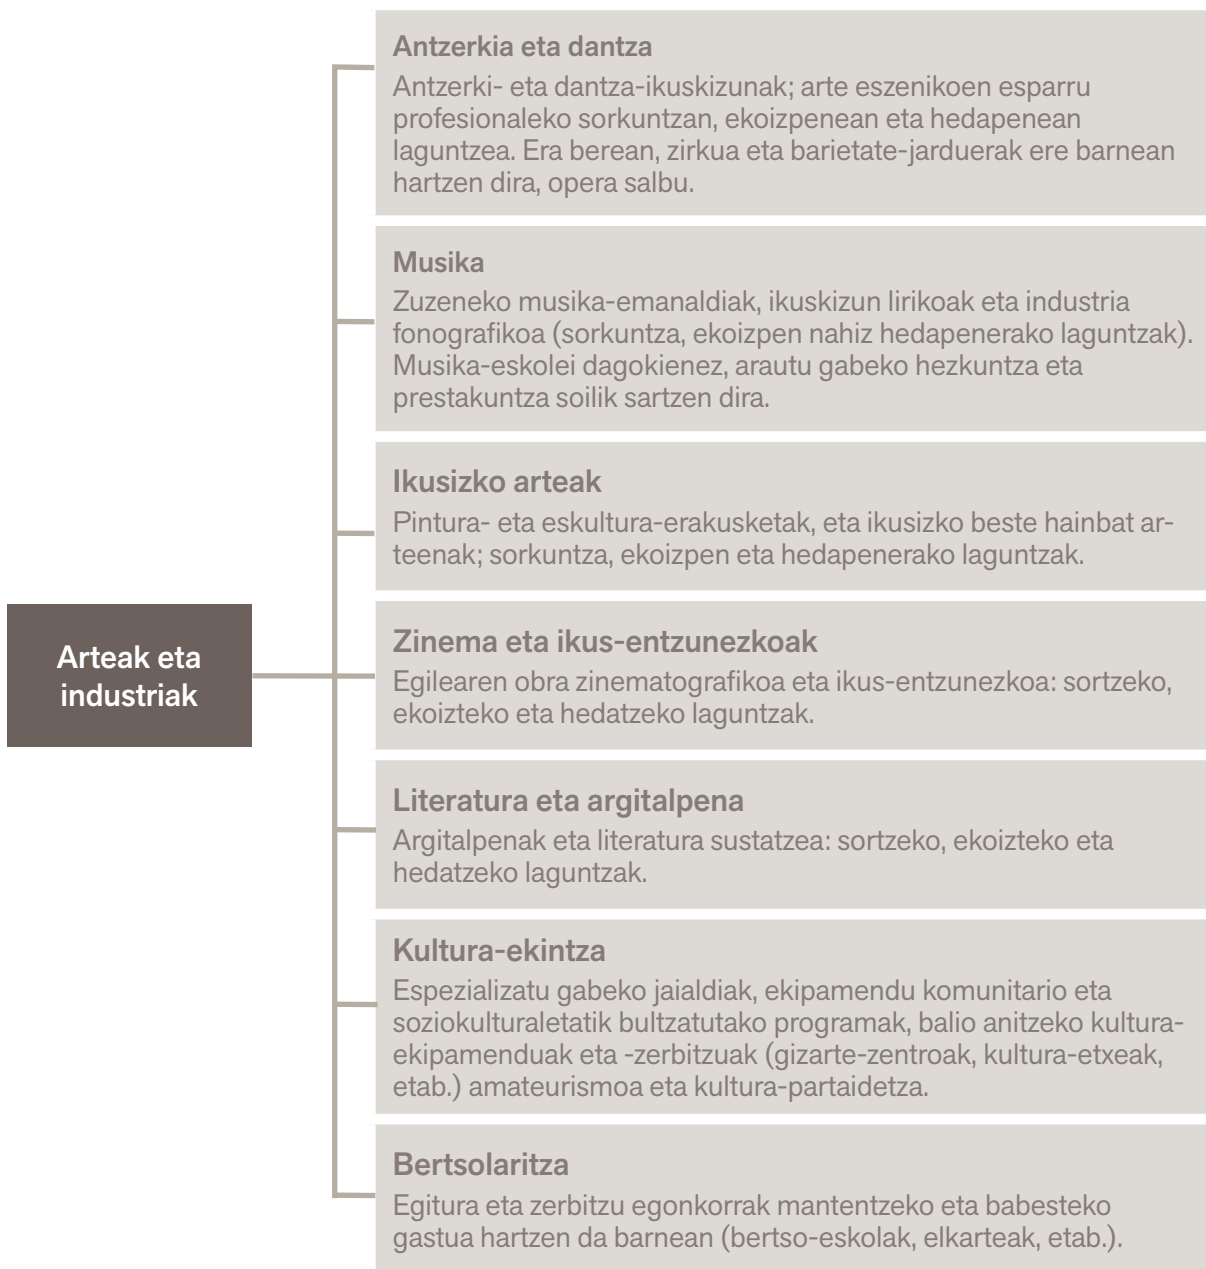 Antzerkia eta dantza
Antzerki- eta dantza-ikuskizunak; arte eszenikoen esparru
profesionaleko sorkuntzan, ekoizpenean eta hedapenean
laguntzea. Era berean, zirkua eta barietate-jarduerak ere barnean
hartzen dira, opera salbu.
Musika
Zuzeneko musika-emanaldiak, ikuskizun lirikoak eta industria
fonografikoa (sorkuntza, ekoizpen nahiz hedapenerako laguntzak).
Musika-eskolei dagokienez, arautu gabeko hezkuntza eta
prestakuntza soilik sartzen dira.
Ikusizko arteak
Pintura- eta eskultura-erakusketak, eta ikusizko beste hainbat ar-
teenak; sorkuntza, ekoizpen eta hedapenerako laguntzak.
Arteak eta
industriak
Zinema eta ikus-entzunezkoak
Egilearen obra zinematografikoa eta ikus-entzunezkoa: sortzeko,
ekoizteko eta hedatzeko laguntzak.
Literatura eta argitalpena
Argitalpenak eta literatura sustatzea: sortzeko, ekoizteko eta
hedatzeko laguntzak.
Kultura-ekintza
Espezializatu gabeko jaialdiak, ekipamendu komunitario eta
soziokulturaletatik bultzatutako programak, balio anitzeko kultura-
ekipamenduak eta -zerbitzuak (gizarte-zentroak, kultura-etxeak,
etab.) amateurismoa eta kultura-partaidetza.
Bertsolaritza
Egitura eta zerbitzu egonkorrak mantentzeko eta babesteko
gastua hartzen da barnean (bertso-eskolak, elkarteak, etab.).